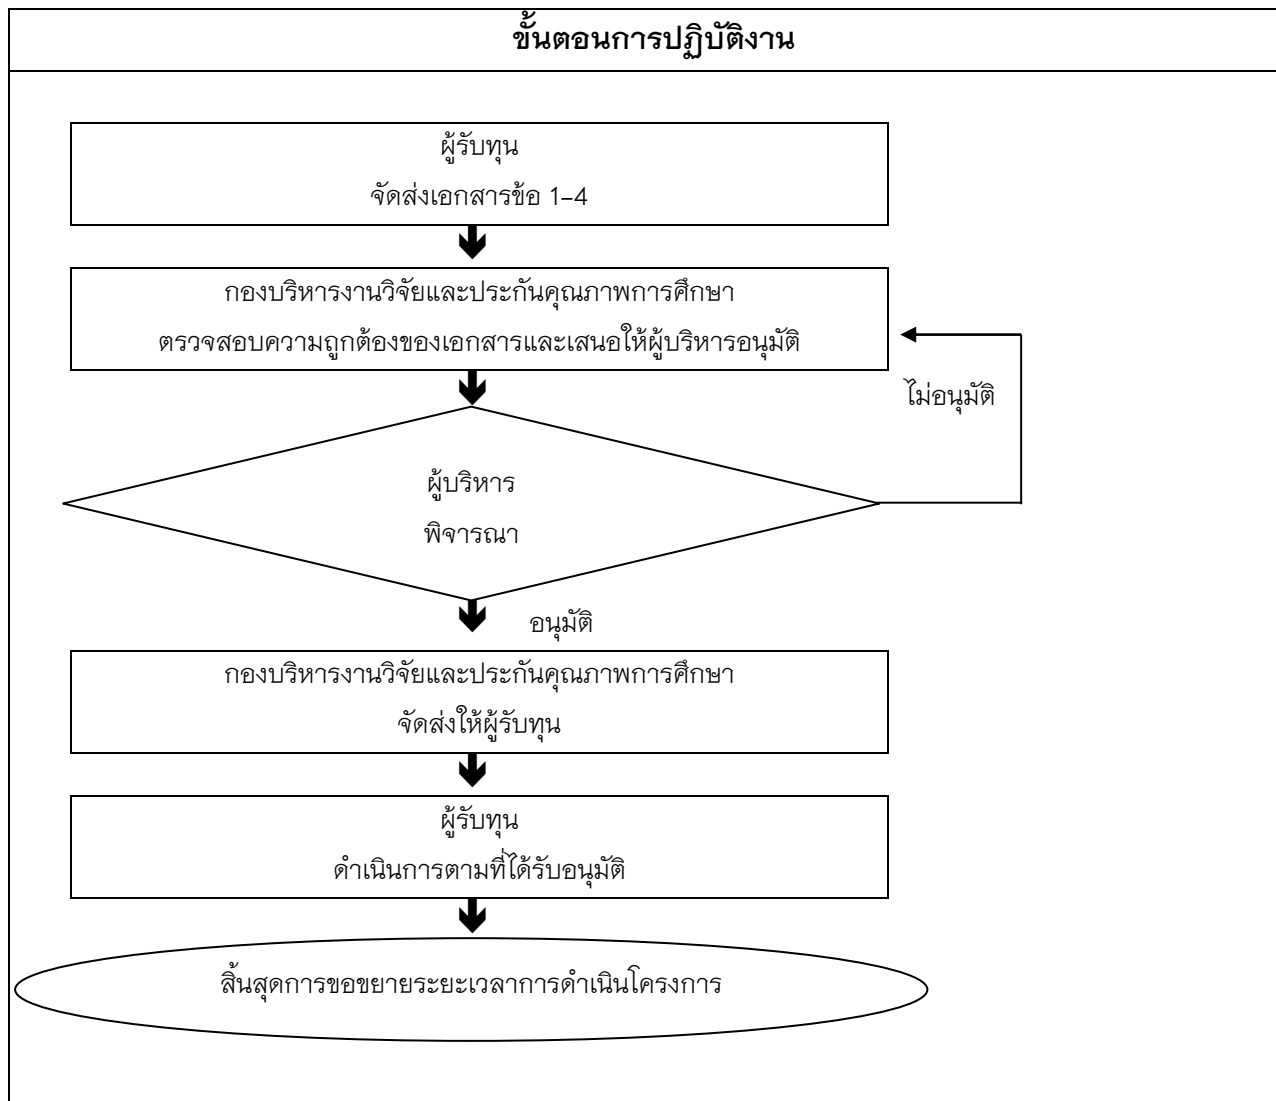 ขั้นตอนการปฏิบัติงาน
ผู้รับทุน
จัดส่งเอกสารข้อ 1–4
กองบริหารงานวิจัยและประกันคุณภาพการศึกษา
ตรวจสอบความถูกต้องของเอกสารและเสนอให้ผู้บริหารอนุมัติ
ไม่อนุมัติ
ผู้บริหาร
พิจารณา
อนุมัติ
กองบริหารงานวิจัยและประกันคุณภาพการศึกษา
จัดส่งให้ผู้รับทุน
ผู้รับทุน
ดำเนินการตามที่ได้รับอนุมัติ
สิ้นสุดการขอขยายระยะเวลาการดำเนินโครงการ